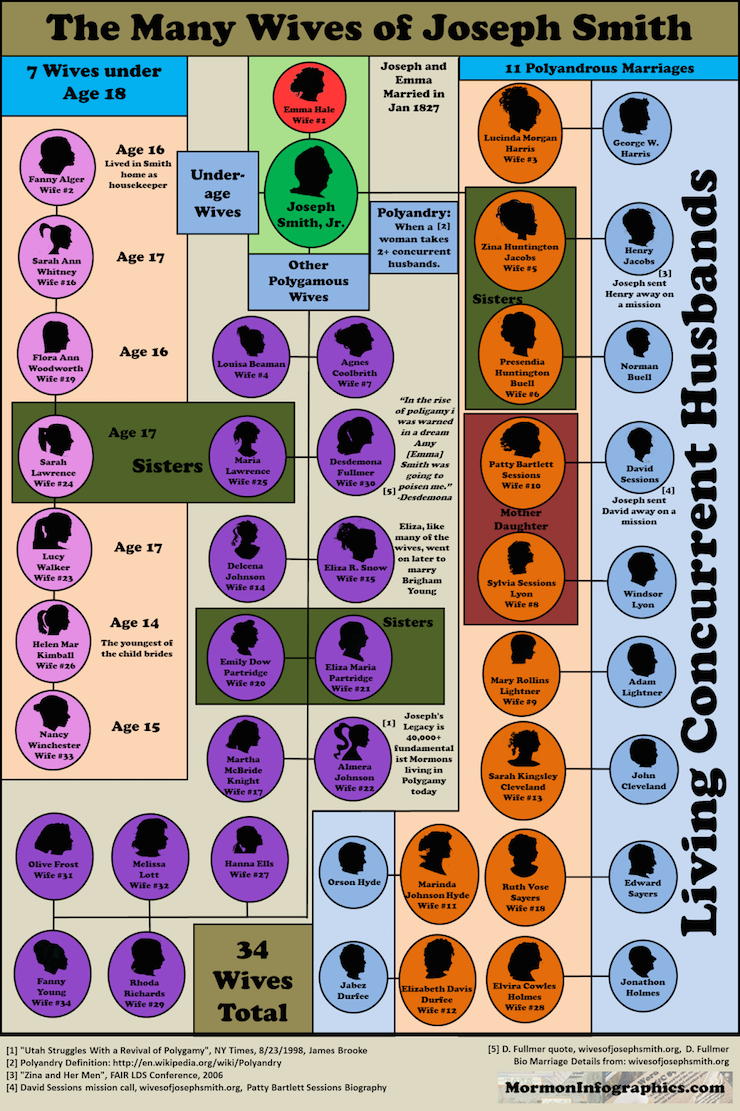 The Many Wives of Joseph Smith
7 Wives under
Age 18
Fanny Alger
Wife #2
Age 16
Lived in Smith
home as
housekeeper
Sarah Ann
Whitney
Wife #16
Age 17
Flora Ann
Woodworth
Wife #19
Age 16
Sarah
Lawrence
Wife #24
Age 17
Sisters
Maria
Lawrence
Wife #25
Lucy
Walker
Wife #23
Age 17
Helen Mar
Kimball
Wife #26
Age 14
The youngest of
the child brides
Nancy
Winchester
Wife #33
Age 15
Under-
age
Wives
Emma Hale
Wife #1
Joseph
Smith, Jr.
Joseph and
Emma
Married in
Jan 1827
Polyandry:
When a [2]
woman takes
2+ concurrent
husbands.
Other
Polygamous
Wives
Louisa Beaman
Wife #4
Agnes
Coolbrith
Wife #7
Desdemona
Fullmer
Wife #30
"In the rise
of poligamy i
was warned
in a dream
Amy
[Emma]
Smith was
going to
poisen me."
-Desdemona
[5]
Delcena
Johnson
Wife #14
Eliza R. Snow
Wife #15
Eliza, like
many of the
wives, went
on later to
marry
Brigham
Young
Emily Dow
Partridge
Wife #20
Eliza Maria
Partridge
Wife #21
Sisters
Martha
McBride
Knight
Wife #17
Almera
Johnson
Wife #22
[1]
Joseph's
Legacy is
40,000+
fundamental
ist Mormons
living in
Polygamy
today
Olive Frost
Wife #31
Melissa
Lott
Wife #32
Hanna Ells
Wife #27
Fanny
Young
Wife #34
Rhoda
Richards
Wife #29
34
Wives
Total
11 Polyandrous Marriages
Lucinda Morgan
Harris
Wife #3
George W.
Harris
Zina Huntington
Jacobs
Wife #5
Henry
Jacobs
[3]
Joseph sent
Henry away on
a mission
Sisters
Presendia
Huntington
Buell
Wife #6
Norman
Buell
Patty Bartlett
Sessions
Wife #10
David
Sessions
[4]
Joseph sent
David away on a
mission
Mother
Daughter
Sylvia Sessions
Lyon
Wife #8
Windsor
Lyon
Mary Rollins
Lightner
Wife #9
Adam
Lightner
Sarah Kingsley
Cleveland
Wife #13
John
Cleveland
Orson Hyde
Marinda
Johnson Hyde
Wife #11
Ruth Vose
Sayers
Wife #18
Edward
Sayers
Jabez
Durfee
Elizabeth Davis
Durfee
Wife #12
Elvira Cowles
Holmes
Wife #28
Jonathon
Holmes
Living Concurrent Husbands
[1] "Utah Struggles With a Revival of Polygamy", NY Times, 8/23/1998, James Brooke
[2] Polyandry Definition: http://en.wikipedia.org/wiki/Polyandry
[3] "Zina and Her Men", FAIR LDS Conference, 2006
[4] David Sessions mission call, wivesofjosephsmith.org, Patty Bartlett Sessions Biography
[5] D. Fullmer quote, wivesofjosephsmith.org, D. Fullmer
Bio Marriage Details from: wivesofjosephsmith.org
MormonInfographics.com